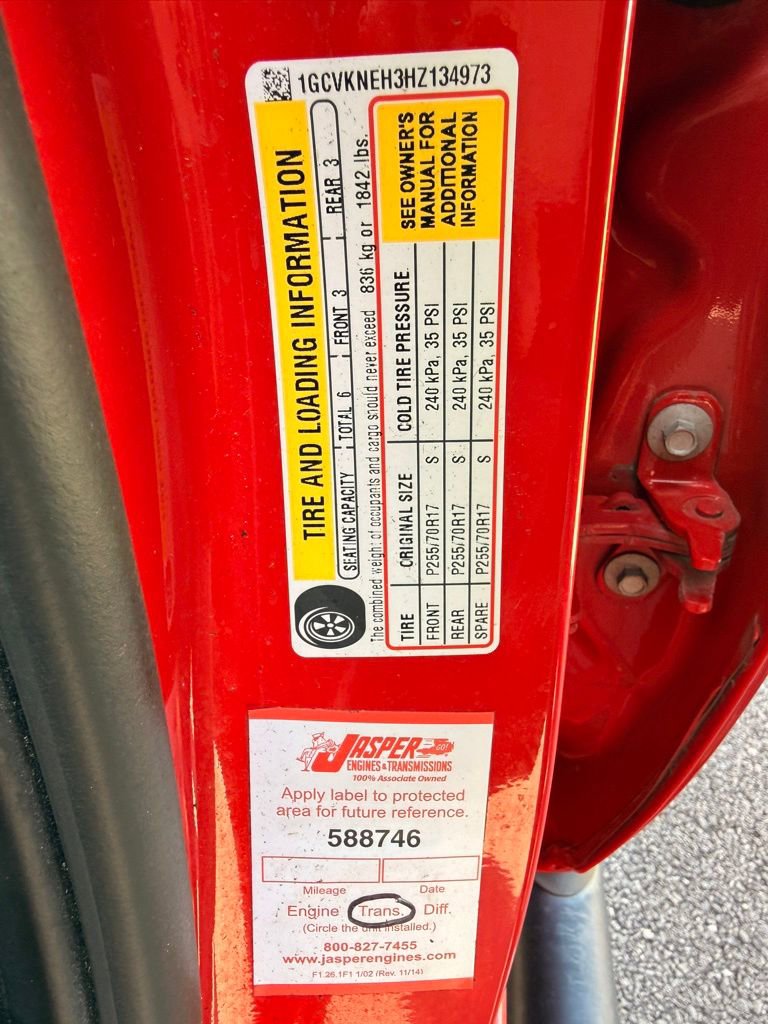 1GCVKNEH3HZ134973
TIRE AND LOADING INFORMATION
SEATING CAPACITY TOTAL 6 FRONT 3 REAR 3
The combined weight of occupants and cargo should never exceed 836 kg or 1842 lbs.
TIRE ORIGINAL SIZE COLD TIRE PRESSURE
FRONT P255/70R17 S 240 kPa, 35 PSI
REAR P255/70R17 S 240 kPa, 35 PSI
SPARE P255/70R17 S 240 kPa, 35 PSI
SEE OWNER'S
MANUAL FOR
ADDITIONAL
INFORMATION
JASPER GO!
ENGINES & TRANSMISSIONS
100% Associate Owned
Apply label to protected
area for future reference.
588746
Mileage Date
Engine Trans. Diff.
(Circle the unit installed.)
800-827-7455
www.jasperengines.com
F1.26.1F1 1/02 (Rev. 11/14)